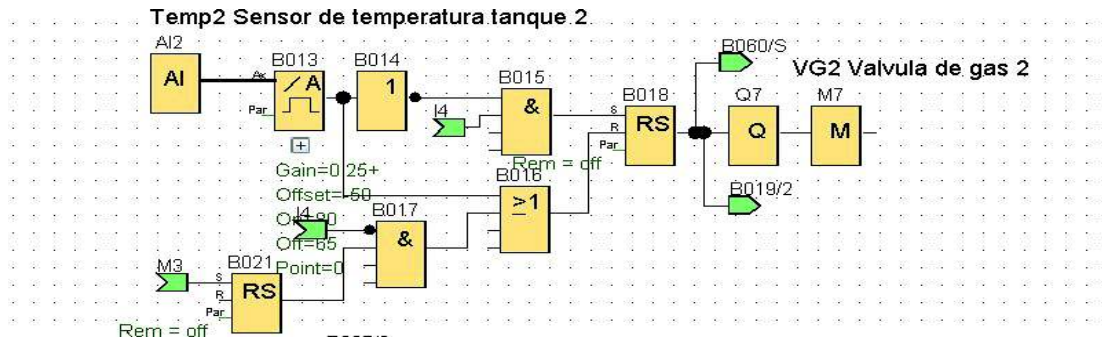 Temp2 Sensor de temperatura tanque 2
AI2
AI
B013
Ax
A
Par
B014
1
I4
B015
&
Rem = off
B018
S
R
Par
RS
B060/S
VG2 Valvula de gas 2
Q7
Q
M7
M
B019/2
Gain=0.25+
Offset=-50
Off=65
Point=0
B016
≥1
I4
B017
&
M3
B021
S
R
Par
RS
Rem = off